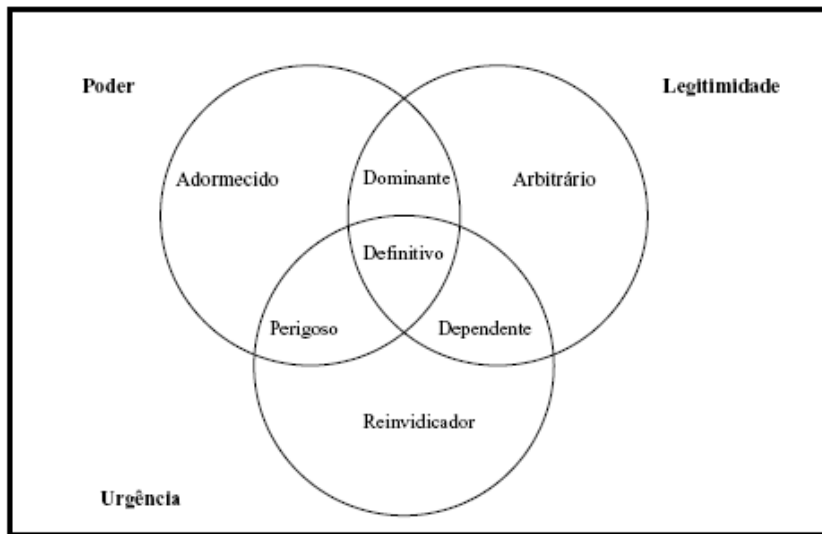 Poder
Legitimidade
Adormecido
Dominante
Arbitrário
Definitivo
Perigoso
Dependente
Reinvidicador
Urgência